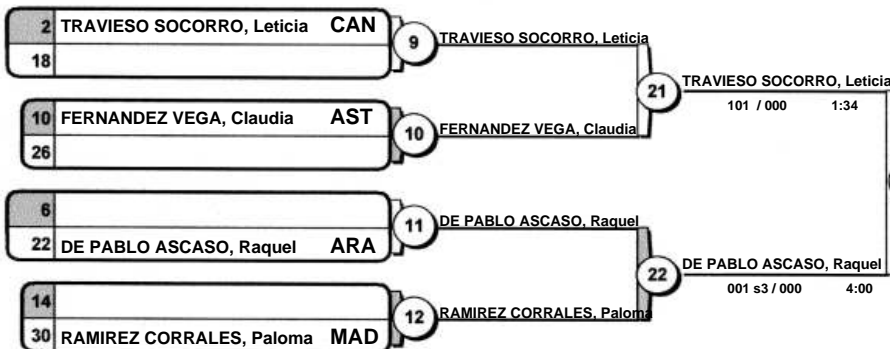 2 TRAVIESO SOCORRO, Leticia CAN
18
9 TRAVIESO SOCORRO, Leticia
10 FERNANDEZ VEGA, Claudia AST
26
10 FERNANDEZ VEGA, Claudia
21 TRAVIESO SOCORRO, Leticia
101 / 000 1:34
6
22 DE PABLO ASCASO, Raquel ARA
11 DE PABLO ASCASO, Raquel
14
30 RAMIREZ CORRALES, Paloma MAD
12 RAMIREZ CORRALES, Paloma
22 DE PABLO ASCASO, Raquel
001 s3 / 000 4:00